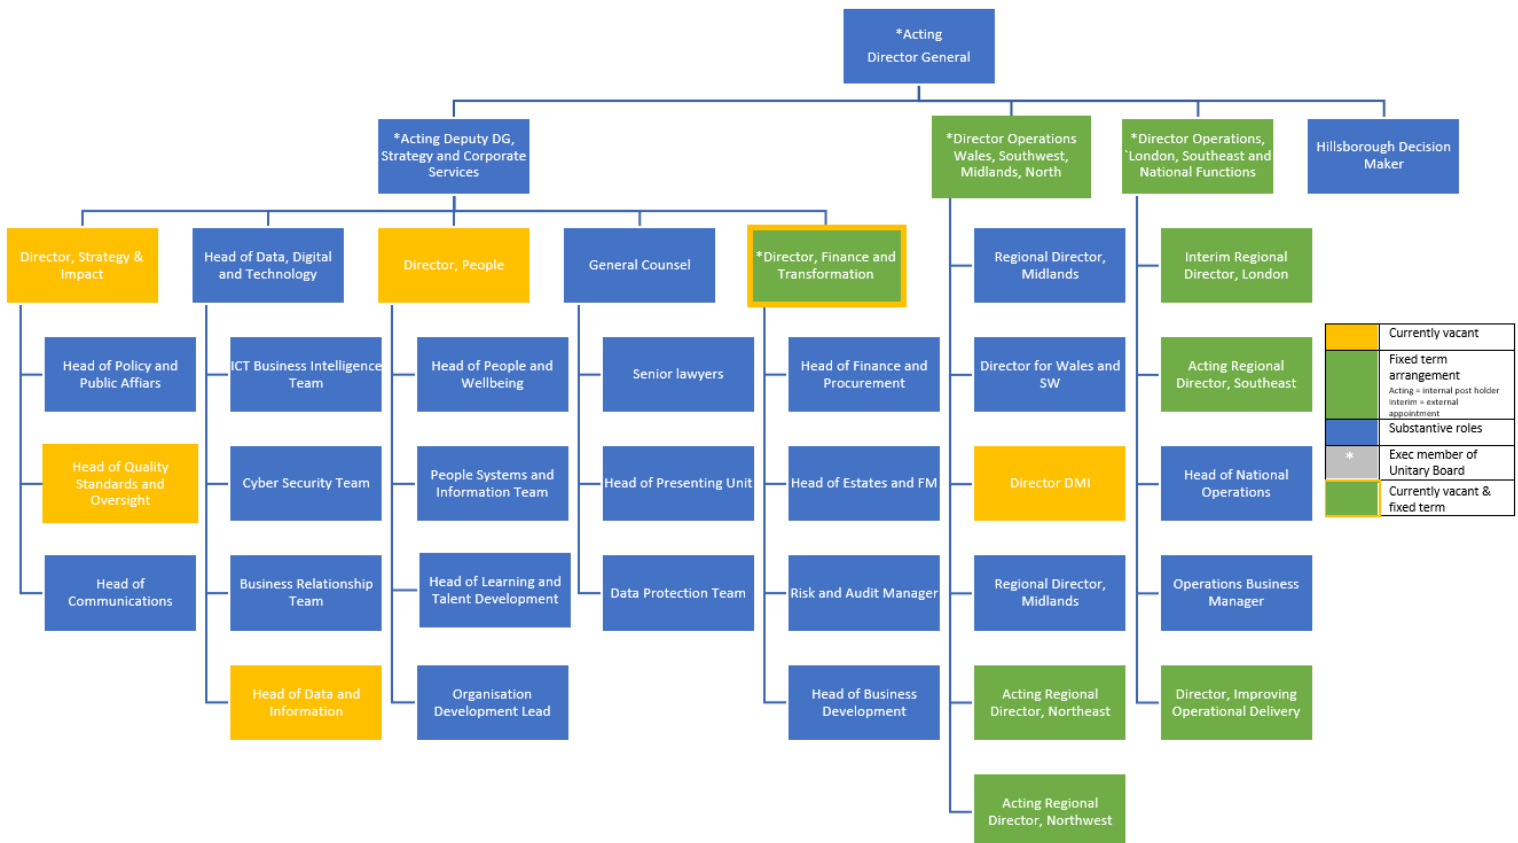 *Acting
Director General
*Acting Deputy DG,
Strategy and Corporate
Services
*Director Operations
Wales, Southwest,
Midlands, North
*Director Operations,
`London, Southeast and
National Functions
Hillsborough Decision
Maker
Director, Strategy &
Impact
Head of Data, Digital
and Technology
Director, People
General Counsel
*Director, Finance and
Transformation
Regional Director,
Midlands
Interim Regional
Director, London
Head of Policy and
Public Affiars
ICT Business Intelligence
Team
Head of People and
Wellbeing
Senior lawyers
Head of Finance and
Procurement
Director for Wales and
SW
Acting Regional
Director, Southeast
Head of Quality
Standards and
Oversight
Cyber Security Team
People Systems and
Information Team
Head of Presenting Unit
Head of Estates and FM
Director DMI
Head of National
Operations
Head of
Communications
Business Relationship
Team
Head of Learning and
Talent Development
Data Protection Team
Risk and Audit Manager
Regional Director,
Midlands
Operations Business
Manager
Head of Data and
Information
Organisation
Development Lead
Head of Business
Development
Acting Regional
Director, Northeast
Director, Improving
Operational Delivery
Acting Regional
Director, Northwest
Currently vacant
Fixed term
arrangement
Acting = internal post holder
Interim = external
appointment
Substantive roles
*
Exec member of
Unitary Board
Currently vacant &
fixed term